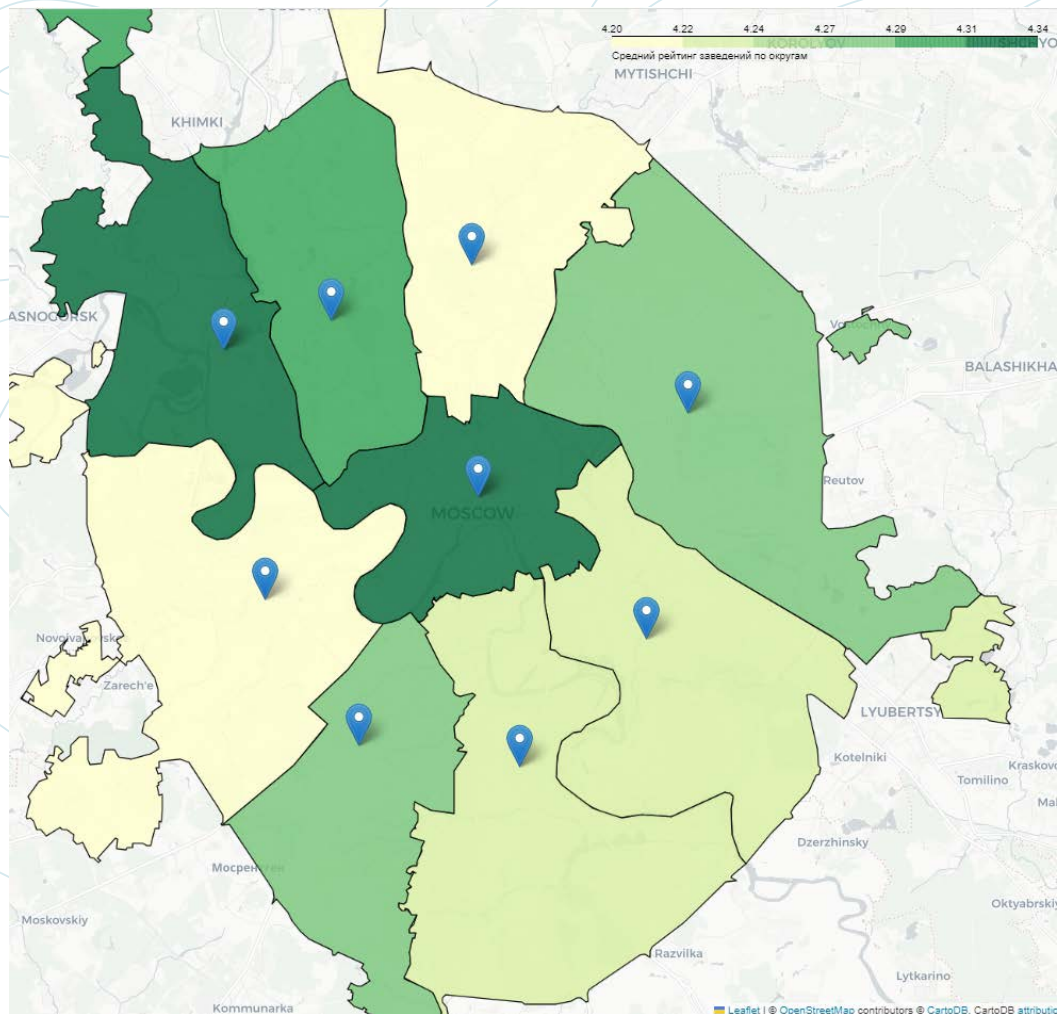 4.20 4.22 4.24 4.27 4.29 4.31 4.34
KOROLYOV
Средний рейтинг заведений по округам
MYTISHCHI
KHIMKI
BALASHIKHA
Reutov
MOSCOW
Zarech'e
LYUBERTSY
Kotelniki
Tomilino
Kraskovo
Dzerzhinsky
Moskovskiy
Oktyabrskiy
Razvilka
Lytkarino
Kommunarka
Leaflet | © OpenStreetMap contributors © CartoDB, CartoDB attributio